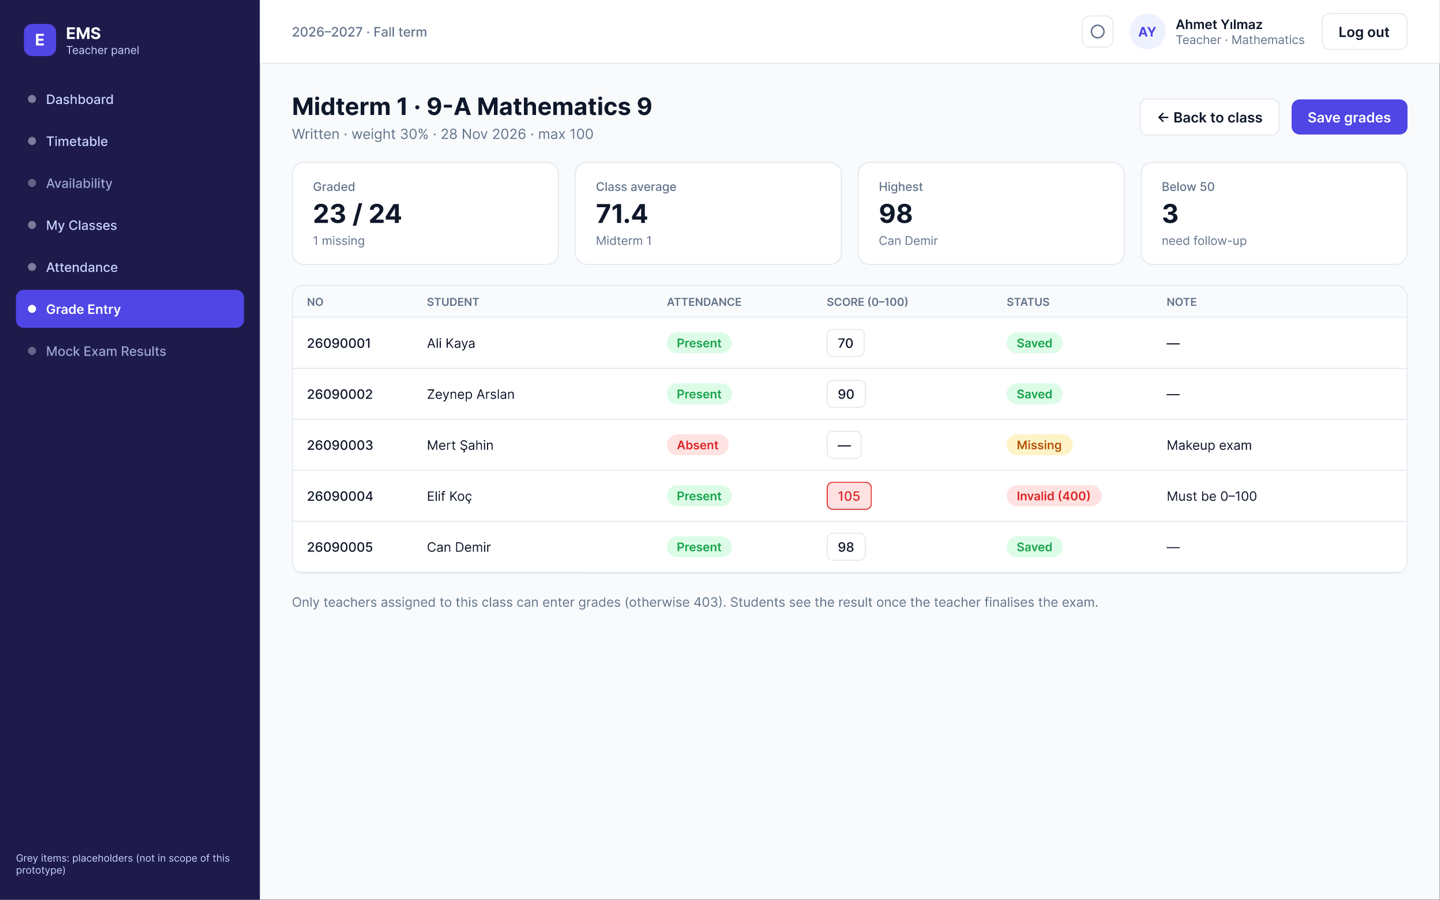 E
EMS
Teacher panel
Dashboard
Timetable
Availability
My Classes
Attendance
Grade Entry
Mock Exam Results
Grey items: placeholders (not in scope of this
prototype)
2026–2027 · Fall term
AY
Ahmet Yılmaz
Teacher · Mathematics
Log out
Midterm 1 · 9-A Mathematics 9
Written · weight 30% · 28 Nov 2026 · max 100
← Back to class
Save grades
Graded
23 / 24
1 missing
Class average
71.4
Midterm 1
Highest
98
Can Demir
Below 50
3
need follow-up
NO STUDENT ATTENDANCE SCORE (0–100) STATUS NOTE
26090001 Ali Kaya Present 70 Saved —
26090002 Zeynep Arslan Present 90 Saved —
26090003 Mert Şahin Absent — Missing Makeup exam
26090004 Elif Koç Present 105 Invalid (400) Must be 0–100
26090005 Can Demir Present 98 Saved —
Only teachers assigned to this class can enter grades (otherwise 403). Students see the result once the teacher finalises the exam.